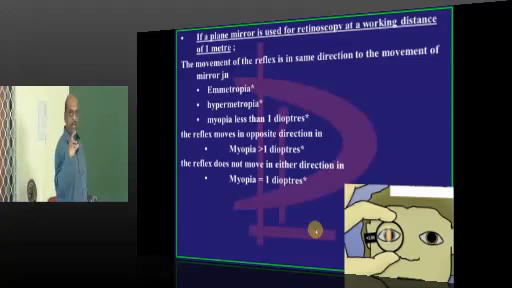 • If a plane mirror is used for retinoscopy at a working distance
of 1 metre ;
The movement of the reflex is in same direction to the movement of
mirror jn
• Emmetropia*
• hypermetropia*
• myopia less than 1 dioptres*
the reflex moves in opposite direction in
• Myopia >1 dioptres*
the reflex does not move in either direction in
• Myopia = 1 dioptres*